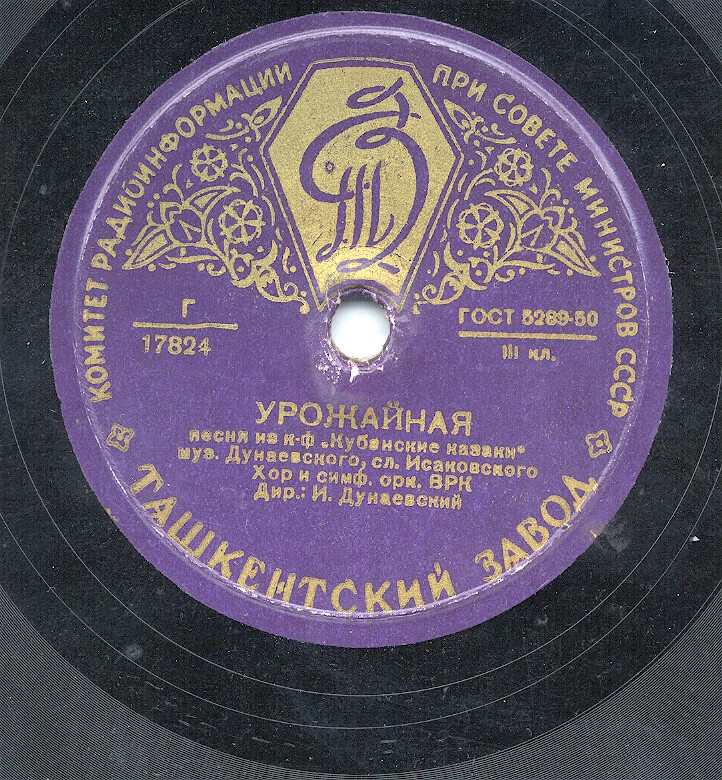 КОМИТЕТ РАДИОИНФОРМАЦИИ ПРИ СОВЕТЕ МИНИСТРОВ СССР
Г
17824
ГОСТ 5289-50
III кл.
УРОЖАЙНАЯ
песня из к-ф „Кубанские казаки"
муз. Дунаевского, сл. Исаковского
Хор и симф. орк. ВРК
Дир.: И. Дунаевский
ТАШКЕНТСКИЙ ЗАВОД